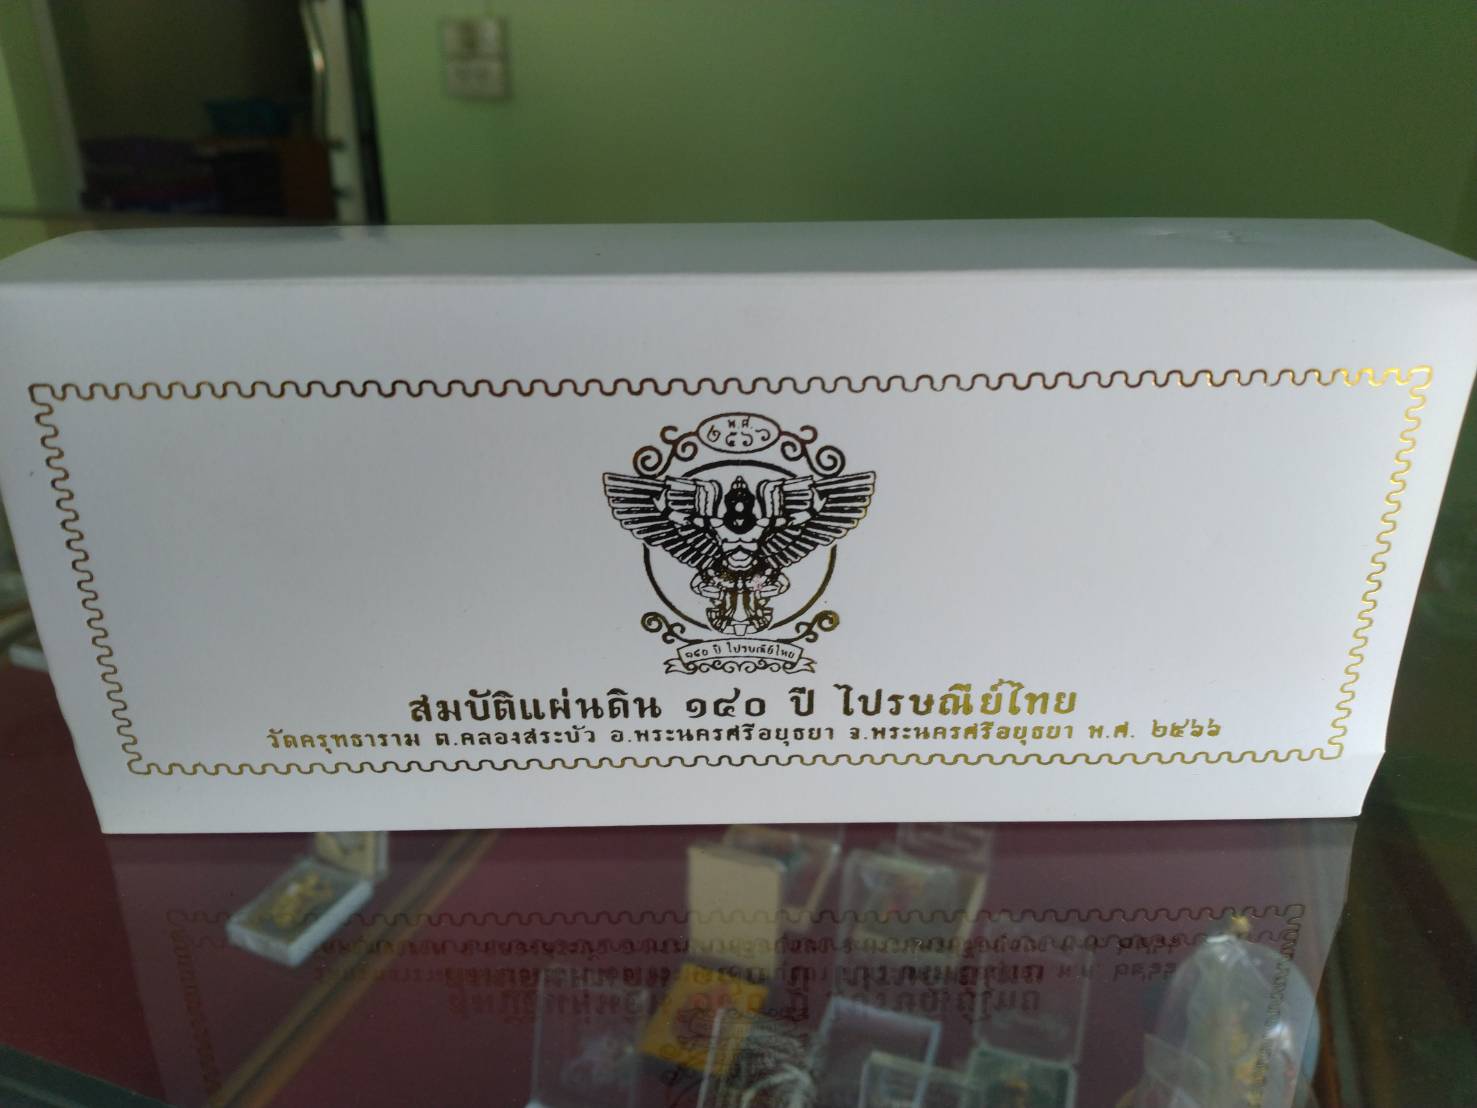 พ.ศ.
๒๕๖๖
๑๔๐ ปี ไปรษณีย์ไทย
สมบัติแผ่นดิน ๑๔๐ ปี ไปรษณีย์ไทย
วัดครุฑธาราม ต.คลองสระบัว อ.พระนครศรีอยุธยา จ.พระนครศรีอยุธยา พ.ศ. ๒๕๖๖